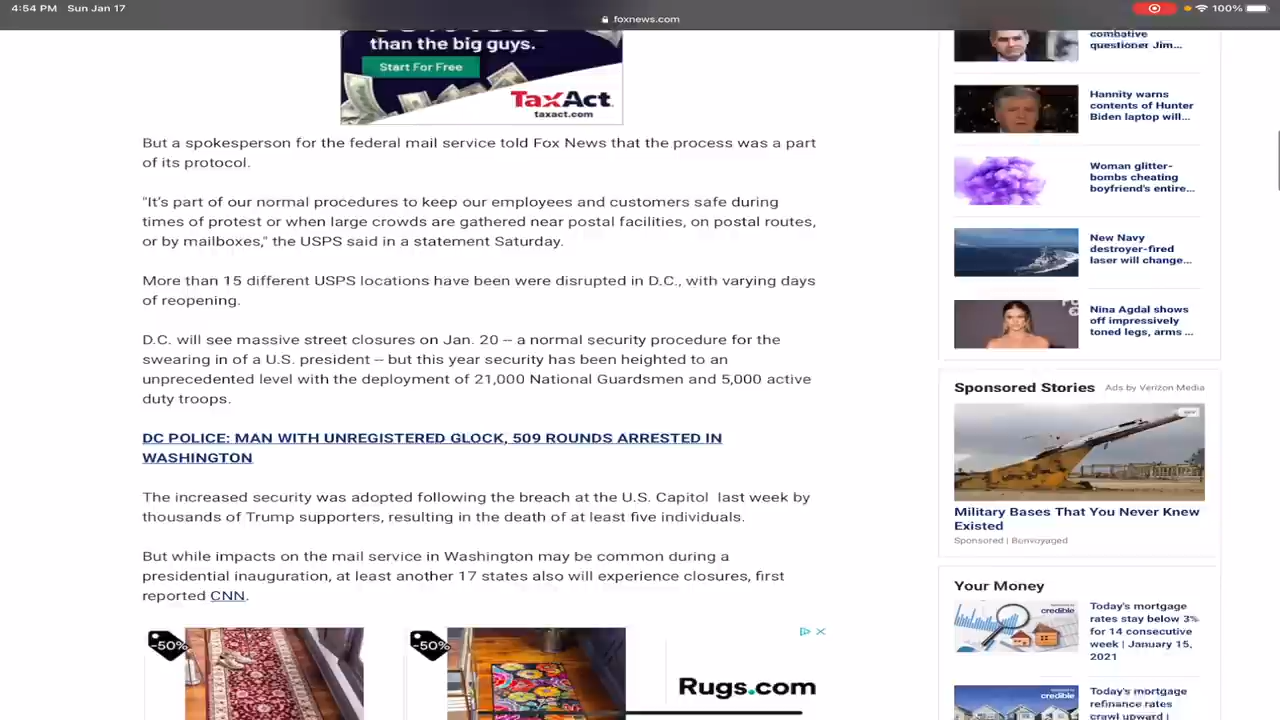 4:54 PM Sun Jan 17
foxnews.com
100%
than the big guys.
Start For Free
TaxAct
taxact.com
But a spokesperson for the federal mail service told Fox News that the process was a part
of its protocol.
"It's part of our normal procedures to keep our employees and customers safe during
times of protest or when large crowds are gathered near postal facilities, on postal routes,
or by mailboxes," the USPS said in a statement Saturday.
More than 15 different USPS locations have been were disrupted in D.C., with varying days
of reopening.
D.C. will see massive street closures on Jan. 20 -- a normal security procedure for the
swearing in of a U.S. president -- but this year security has been heighted to an
unprecedented level with the deployment of 21,000 National Guardsmen and 5,000 active
duty troops.
DC POLICE: MAN WITH UNREGISTERED GLOCK, 509 ROUNDS ARRESTED IN
WASHINGTON
The increased security was adopted following the breach at the U.S. Capitol last week by
thousands of Trump supporters, resulting in the death of at least five individuals.
But while impacts on the mail service in Washington may be common during a
presidential inauguration, at least another 17 states also will experience closures, first
reported CNN.
-50%
-50%
Rugs.com
combative
questioner Jim...
Hannity warns
contents of Hunter
Biden laptop will...
Woman glitter-
bombs cheating
boyfriend's entire...
New Navy
destroyer-fired
laser will change...
Nina Agdal shows
off impressively
toned legs, arms ...
Sponsored Stories Ads by Verizon Media
Military Bases That You Never Knew
Existed
Sponsored | Bunvoyaged
Your Money
credible
Today's mortgage
rates stay below 3%
for 14 consecutive
week | January 15,
2021
credible
Today's mortgage
refinance rates
crawl upward |